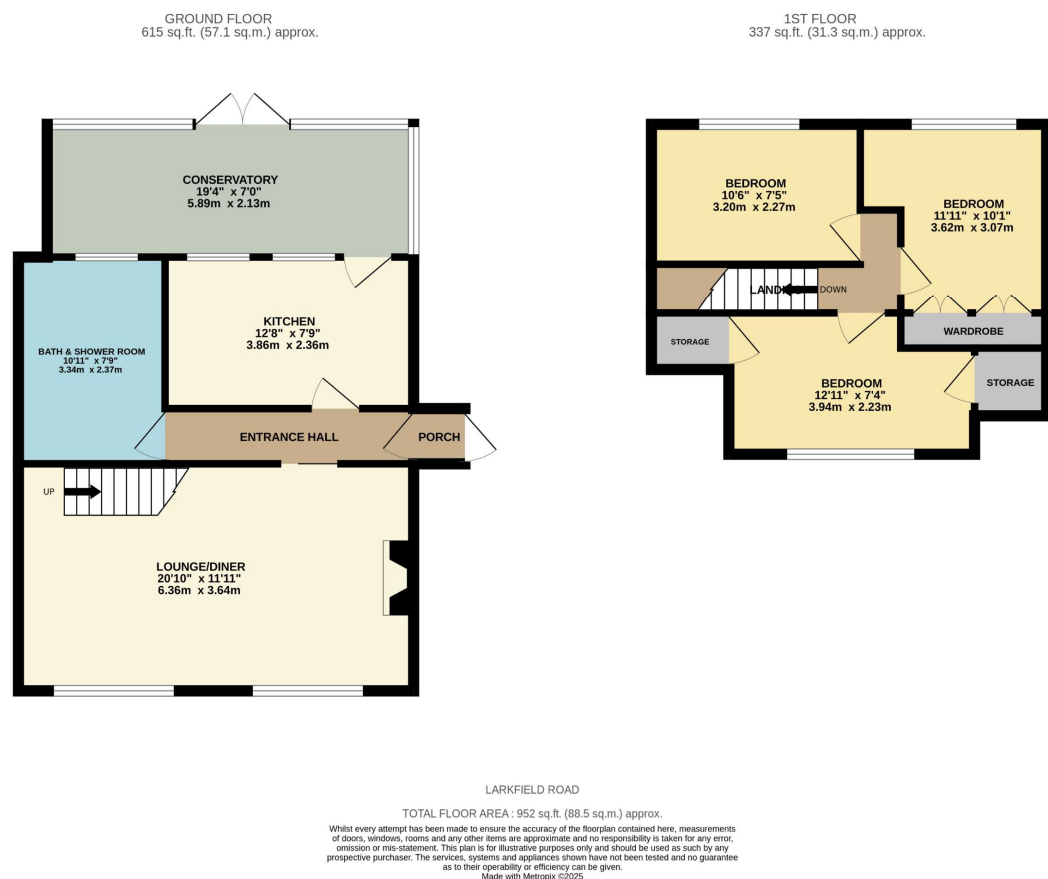 GROUND FLOOR
615 sq.ft. (57.1 sq.m.) approx.
CONSERVATORY
19'4" x 7'0"
5.89m x 2.13m
KITCHEN
12'8" x 7'9"
3.86m x 2.36m
BATH & SHOWER ROOM
10'11" x 7'9"
3.34m x 2.37m
ENTRANCE HALL
PORCH
UP
LOUNGE/DINER
20'10" x 11'11"
6.36m x 3.64m
1ST FLOOR
337 sq.ft. (31.3 sq.m.) approx.
BEDROOM
10'6" x 7'5"
3.20m x 2.27m
BEDROOM
11'11" x 10'1"
3.62m x 3.07m
DOWN
WARDROBE
STORAGE
BEDROOM
12'11" x 7'4"
3.94m x 2.23m
STORAGE
LARKFIELD ROAD
TOTAL FLOOR AREA : 952 sq.ft. (88.5 sq.m.) approx.
Whilst every attempt has been made to ensure the accuracy of the floorplan contained here, measurements
of doors, windows, rooms and any other items are approximate and no responsibility is taken for any error,
omission or mis-statement. This plan is for illustrative purposes only and should be used as such by any
prospective purchaser. The services, systems and appliances shown have not been tested and no guarantee
as to their operability or efficiency can be given.
Made with Metropix ©2025